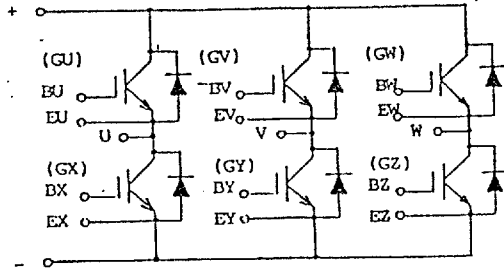 +
(GU) (GV) (GW)
BU BV BW
EU EV EW
U V W
(GX) (GY) (GZ)
BX BY BZ
EX EY EZ
-